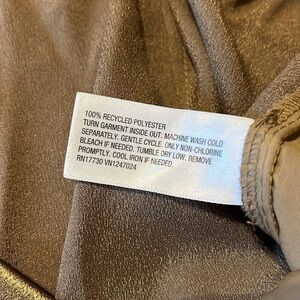 100% RECYCLED POLYESTER
TURN GARMENT INSIDE OUT. MACHINE WASH COLD
SEPARATELY. GENTLE CYCLE. ONLY NON-CHLORINE
BLEACH IF NEEDED. TUMBLE DRY LOW. REMOVE
PROMPTLY. COOL IRON IF NEEDED.
RN17730 VN1247024